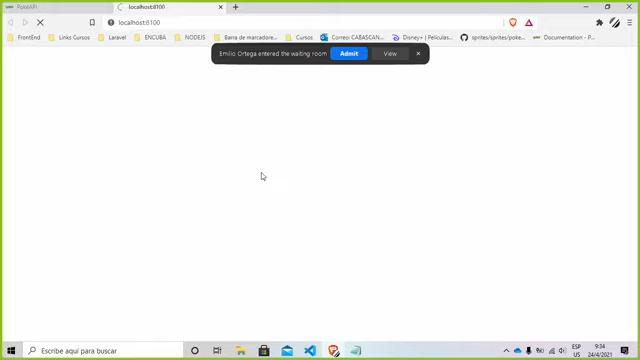 PokeAPI
localhost:8100
localhost:8100
FrontEnd
Links Cursos
Laravel
ENCUBA
NODEJS
Barra de marcadore...
Cursos
Correo: CABASCAN...
Disney+ | Películas...
sprites/sprites/poke...
Documentation - P...
Emilio Ortega entered the waiting room
Admit
View
Escribe aquí para buscar
ESP
US
9:34
24/4/2021